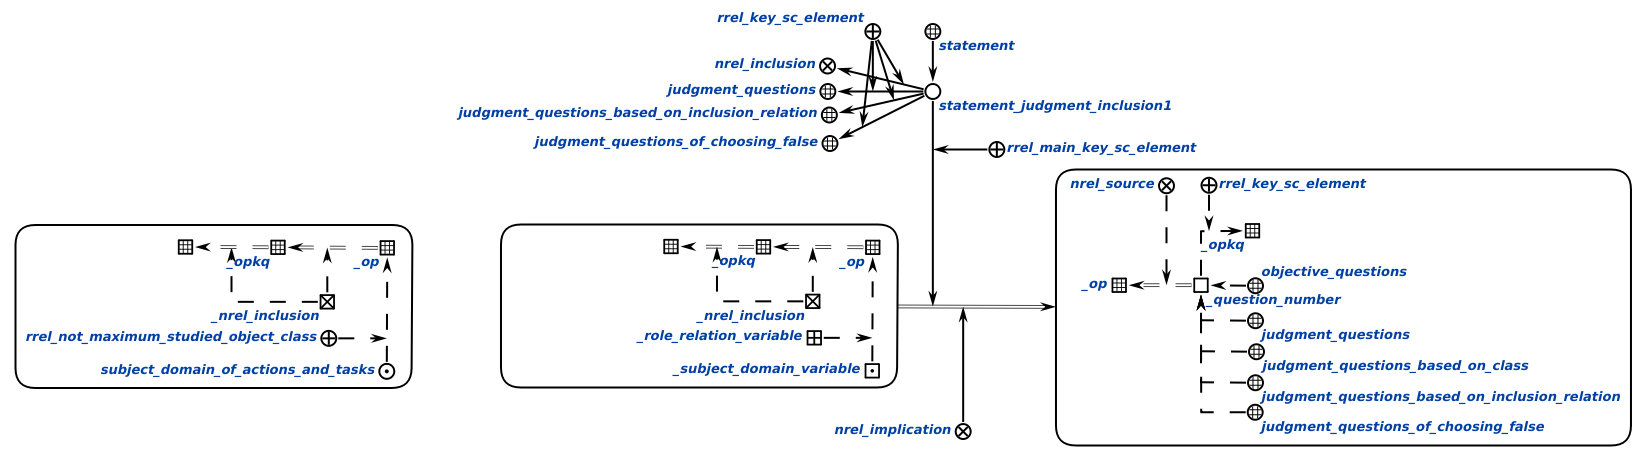 rrel_key_sc_element
statement
nrel_inclusion
judgment_questions
judgment_questions_based_on_inclusion_relation
statement_judgment_inclusion1
judgment_questions_of_choosing_false
rrel_main_key_sc_element
_opkq
_op
_nrel_inclusion
rrel_not_maximum_studied_object_class
subject_domain_of_actions_and_tasks
_opkq
_op
_nrel_inclusion
_role_relation_variable
_subject_domain_variable
nrel_implication
nrel_source
rrel_key_sc_element
_opkq
objective_questions
_op
_question_number
judgment_questions
judgment_questions_based_on_class
judgment_questions_based_on_inclusion_relation
judgment_questions_of_choosing_false